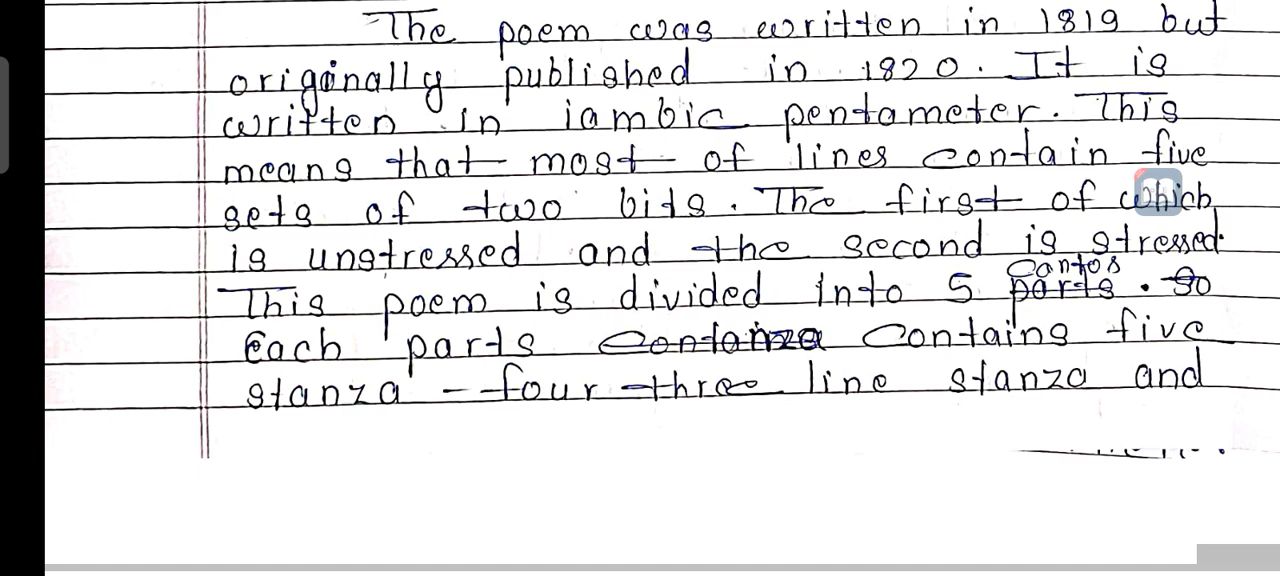 The poem was written in 1819 but
originally published in 1820. It is
written in iambic pentameter. This
means that most of lines contain five
sets of two bits. The first of which
is unstressed and the second is stressed.
This poem is divided into 5 cantos parts. So
Each parts contains five
stanza - four three line stanza and